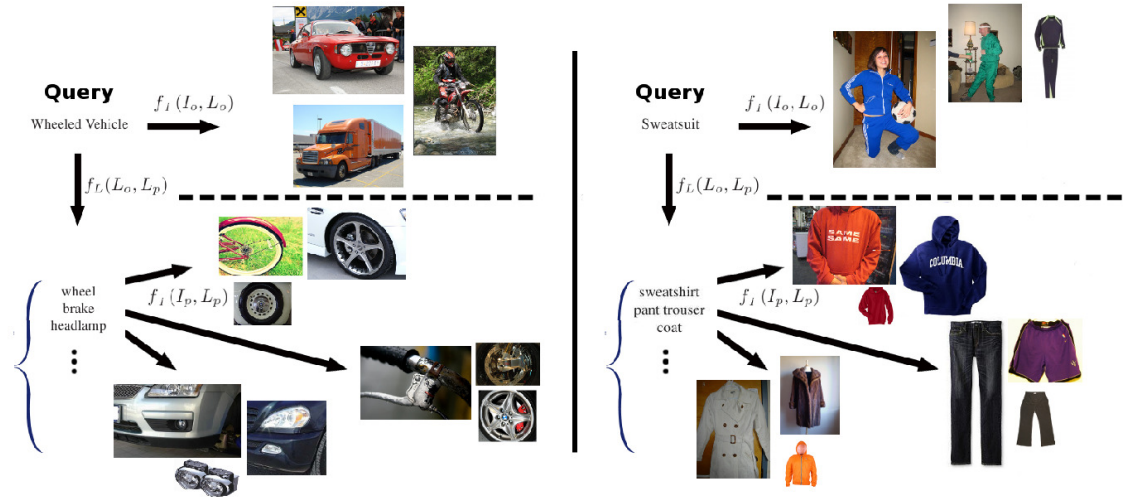 Query
Wheeled Vehicle
f_I (I_o, L_o)
f_L(L_o, L_p)
wheel
brake
headlamp
⋮
f_I (I_p, L_p)
Query
Sweatsuit
f_I (I_o, L_o)
f_L(L_o, L_p)
SAME
SAME
COLUMBIA
sweatshirt
pant trouser
coat
⋮
f_I (I_p, L_p)